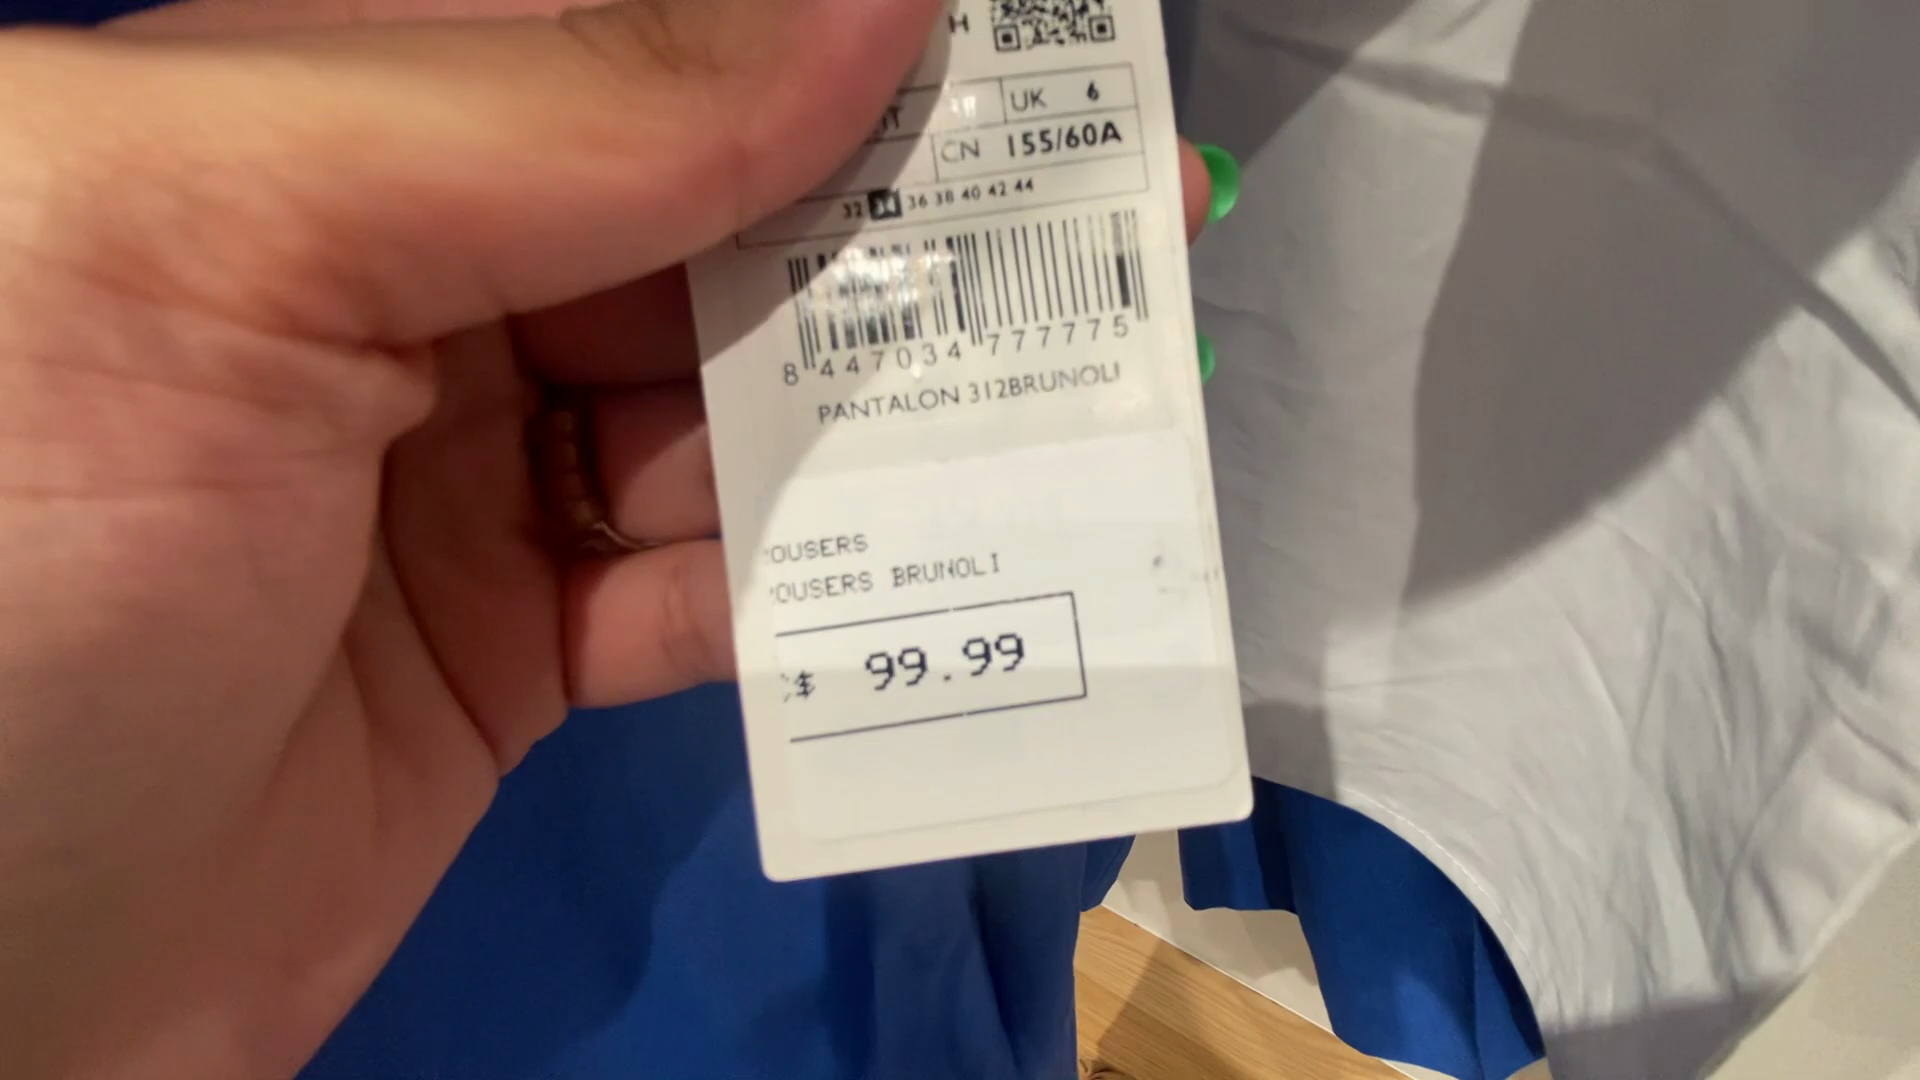 H
IT UK 6
CN 155/60A
32 34 36 38 40 42 44
8 447034 777775
PANTALON 312BRUNOLI
OUSERS
OUSERS BRUNOLI
$ 99.99